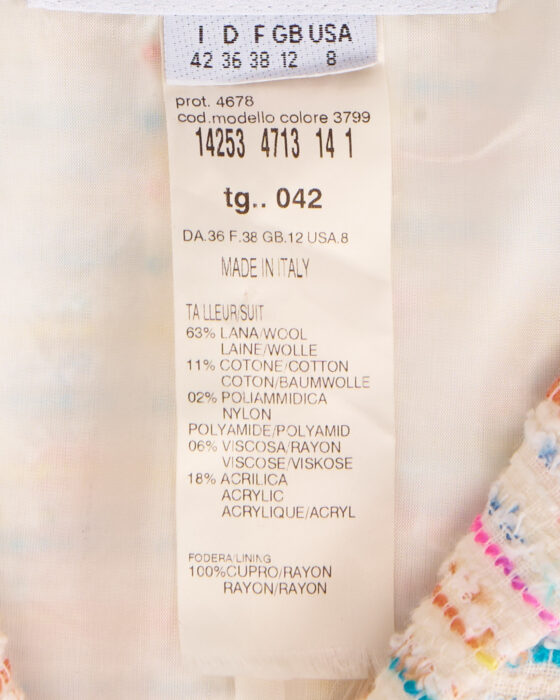 I D F GB USA
42 36 38 12 8
prot. 4678
cod.modello colore 3799
14253 4713 14 1
tg.. 042
DA.36 F.38 GB.12 USA.8
MADE IN ITALY
TALLEUR/SUIT
63% LANA/WOOL
LAINE/WOLLE
11% COTONE/COTTON
COTON/BAUMWOLLE
02% POLIAMMIDICA
NYLON
POLYAMIDE/POLYAMID
06% VISCOSA/RAYON
VISCOSE/VISKOSE
18% ACRILICA
ACRYLIC
ACRYLIQUE/ACRYL
FODERA/LINING
100%CUPRO/RAYON
RAYON/RAYON